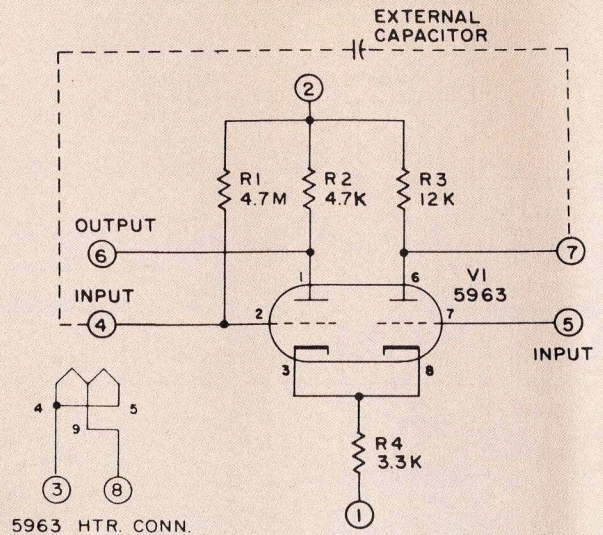 EXTERNAL
CAPACITOR
2
R1
4.7M
R2
4.7K
R3
12K
OUTPUT
6
7
1
6
V1
5963
INPUT
4
2
7
5
INPUT
3
8
4
5
9
R4
3.3K
3
8
1
5963 HTR. CONN.